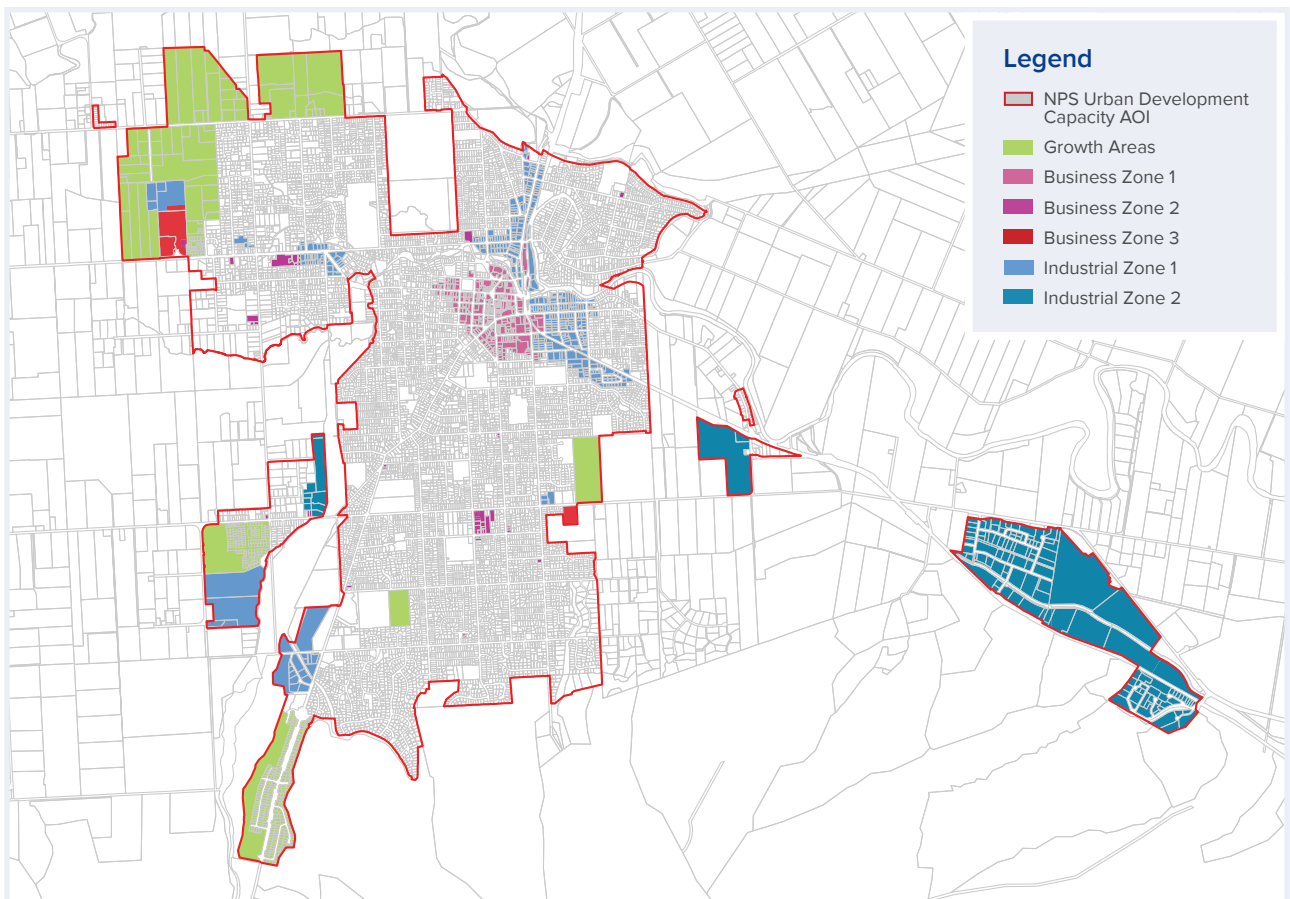 Legend
NPS Urban Development
Capacity AOI
Growth Areas
Business Zone 1
Business Zone 2
Business Zone 3
Industrial Zone 1
Industrial Zone 2